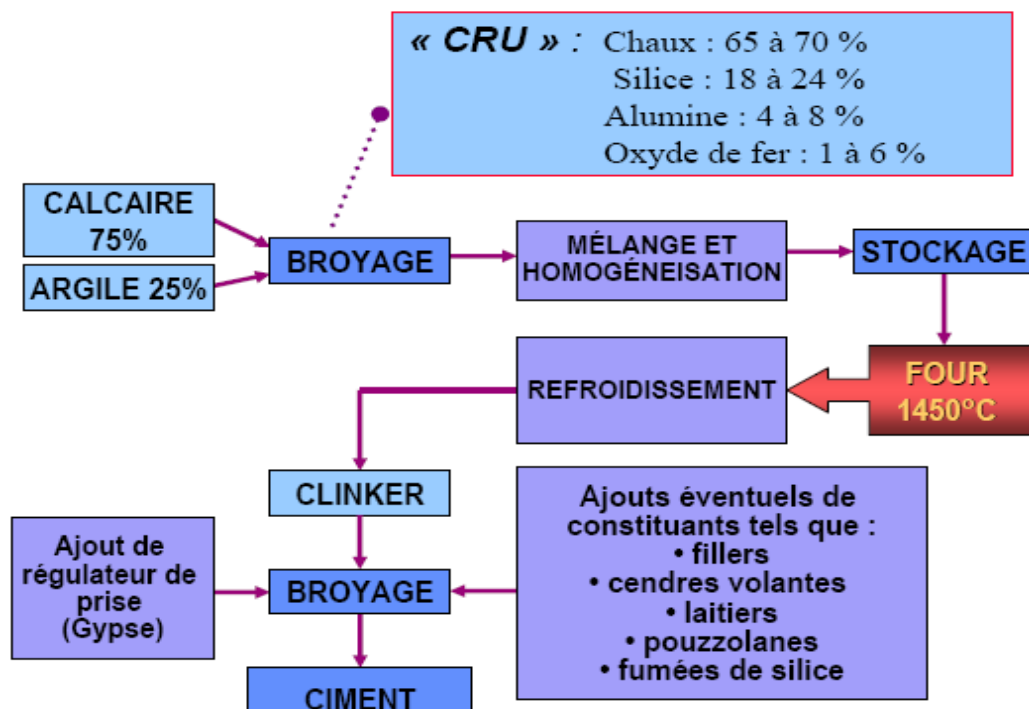 « CRU » : Chaux : 65 à 70 %
Silice : 18 à 24 %
Alumine : 4 à 8 %
Oxyde de fer : 1 à 6 %
CALCAIRE
75%
ARGILE 25%
BROYAGE
MÉLANGE ET
HOMOGÉNEISATION
STOCKAGE
FOUR
1450°C
REFROIDISSEMENT
CLINKER
Ajout de
régulateur de
prise
(Gypse)
BROYAGE
Ajouts éventuels de
constituants tels que :
• fillers
• cendres volantes
• laitiers
• pouzzolanes
• fumées de silice
CIMENT